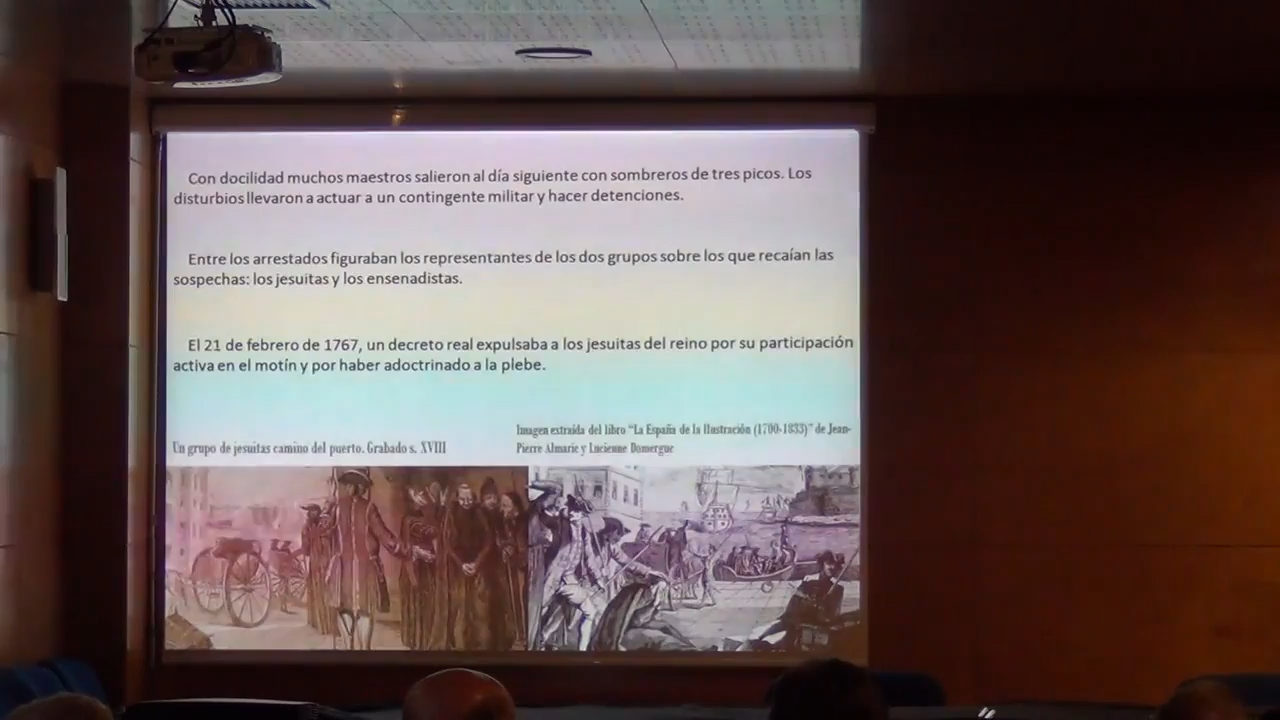 Con docilidad muchos maestros salieron al día siguiente con sombreros de tres picos. Los
disturbios llevaron a actuar a un contingente militar y hacer detenciones.
Entre los arrestados figuraban los representantes de los dos grupos sobre los que recaían las
sospechas: los jesuitas y los ensenadistas.
El 21 de febrero de 1767, un decreto real expulsaba a los jesuitas del reino por su participación
activa en el motín y por haber adoctrinado a la plebe.
Un grupo de jesuitas camino del puerto. Grabado s. XVIII
Imagen extraída del libro "La España de la Ilustración (1700-1833)" de Jean-
Pierre Almaric y Lucienne Domergue